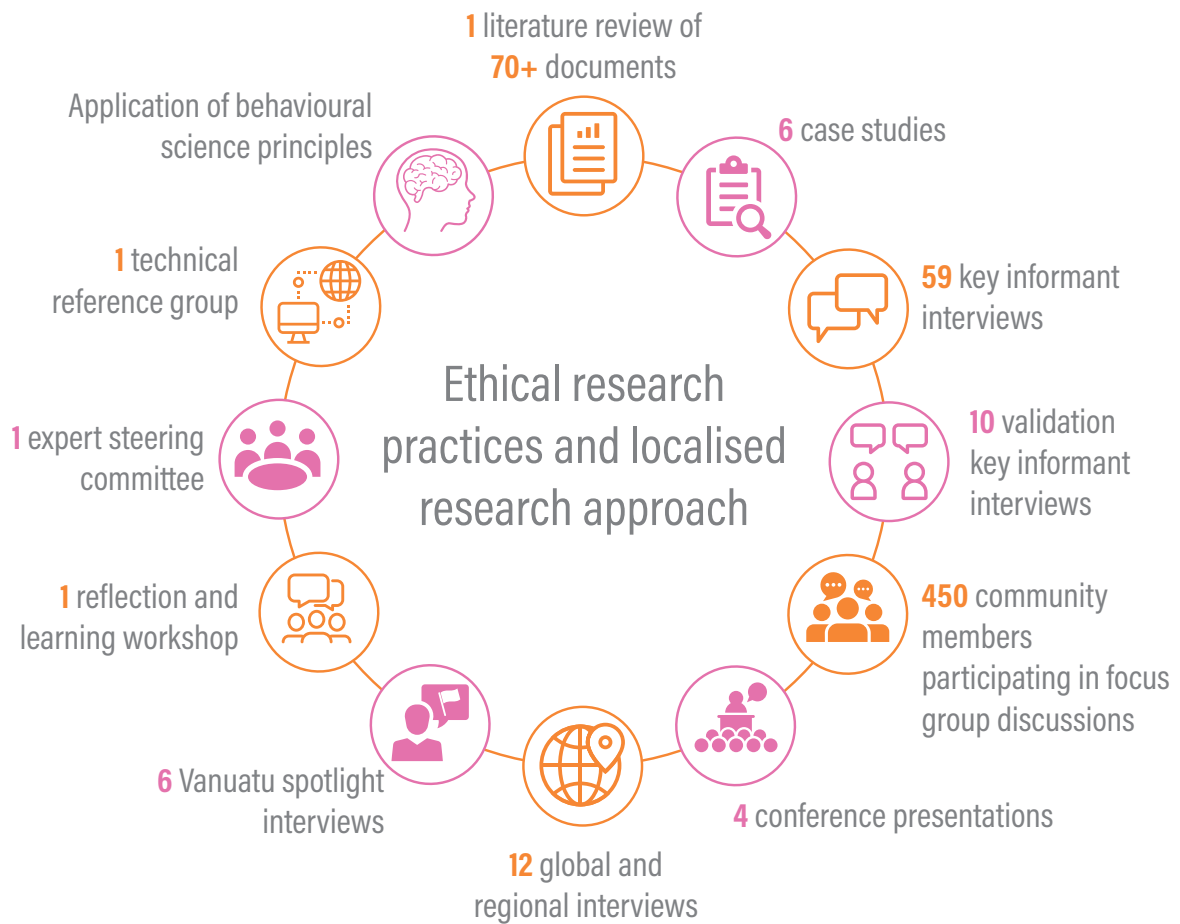 1 literature review of
70+ documents
6 case studies
59 key informant
interviews
10 validation
key informant
interviews
450 community
members
participating in focus
group discussions
4 conference presentations
12 global and
regional interviews
6 Vanuatu spotlight
interviews
1 reflection and
learning workshop
1 expert steering
committee
1 technical
reference group
Application of behavioural
science principles
Ethical research
practices and localised
research approach